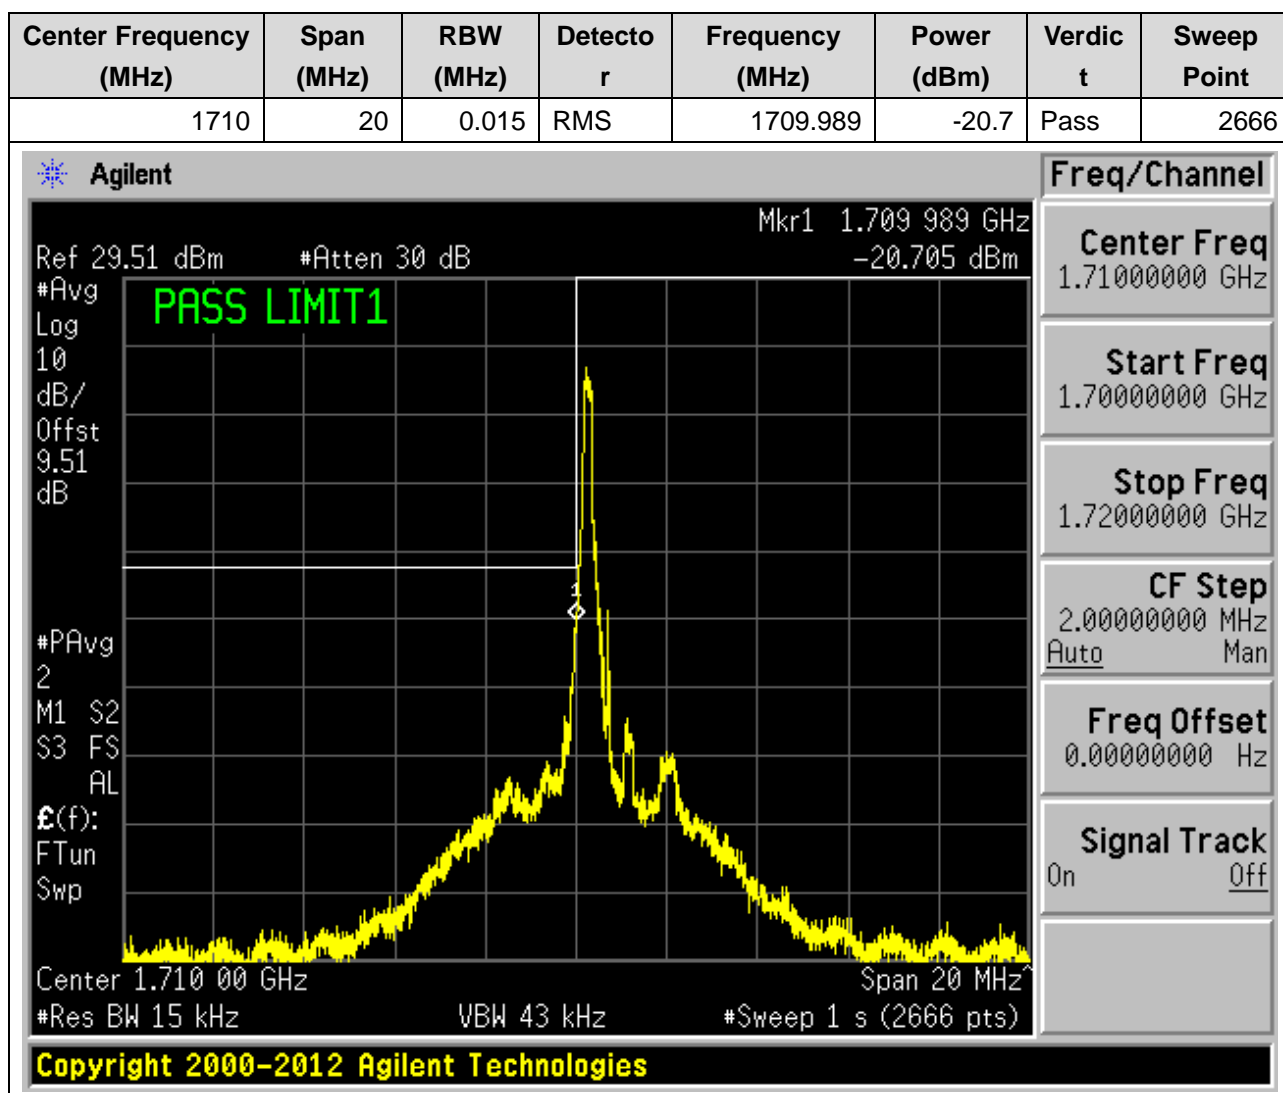 Center Frequency (MHz) Span (MHz) RBW (MHz) Detecto r Frequency (MHz) Power (dBm) Verdic t Sweep Point
1710 20 0.015 RMS 1709.989 -20.7 Pass 2666
Agilent
Freq/Channel
Mkr1 1.709 989 GHz
Ref 29.51 dBm #Atten 30 dB -20.705 dBm
#Avg
Log
10
dB/
Offst
9.51
dB
PASS LIMIT1
1
#PAvg
2
M1 S2
S3 FS
AL
£(f):
FTun
Swp
Center 1.710 00 GHz Span 20 MHz^
#Res BW 15 kHz VBW 43 kHz #Sweep 1 s (2666 pts)
Center Freq
1.71000000 GHz
Start Freq
1.70000000 GHz
Stop Freq
1.72000000 GHz
CF Step
2.00000000 MHz
Auto Man
Freq Offset
0.00000000 Hz
Signal Track
On Off
Copyright 2000-2012 Agilent Technologies